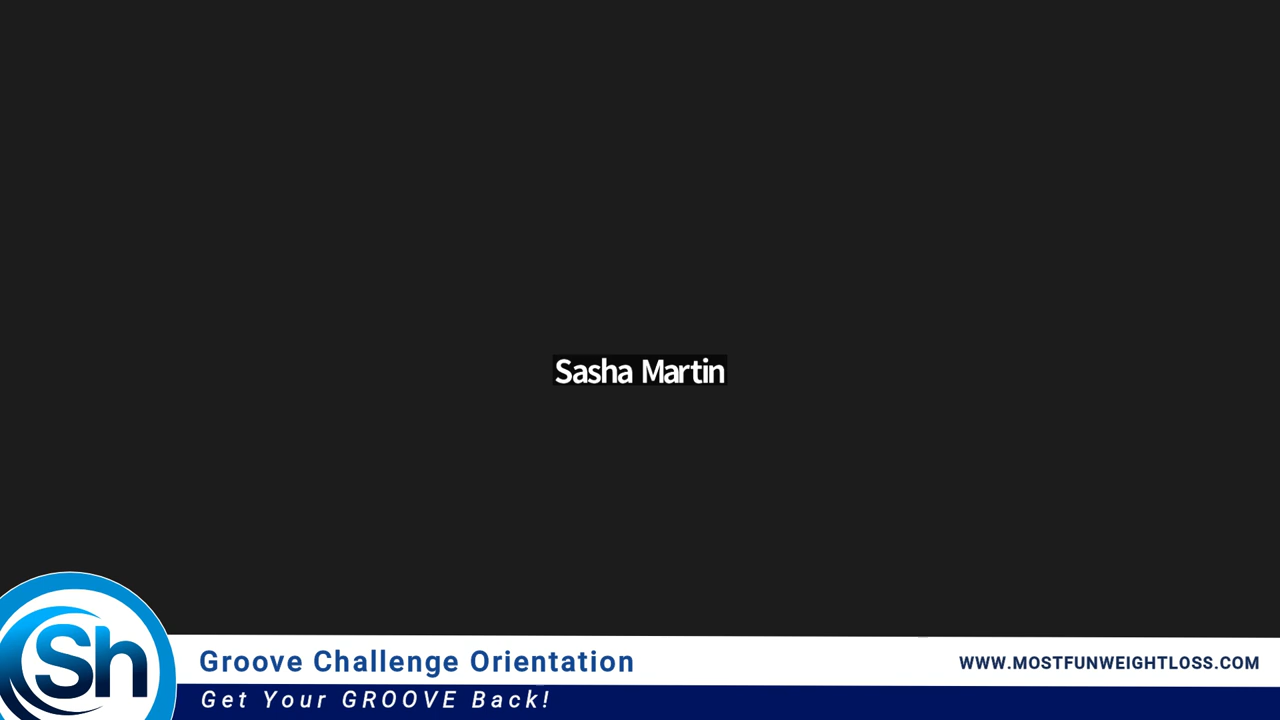 Sasha Martin
Sh
Groove Challenge Orientation
WWW.MOSTFUNWEIGHTLOSS.COM
Get Your GROOVE Back!